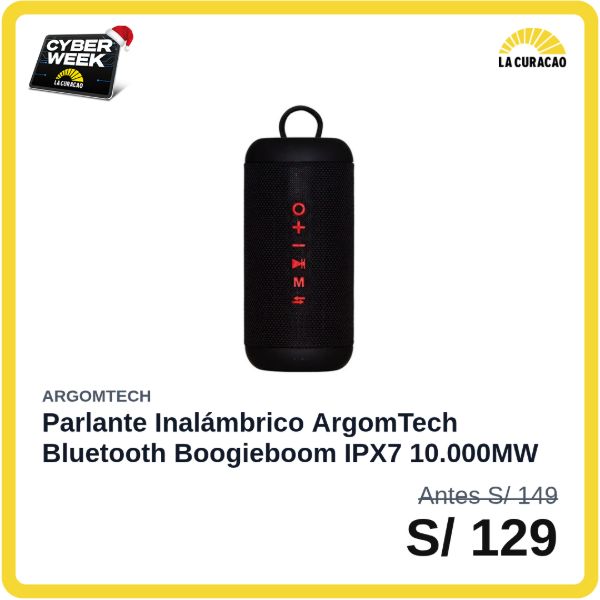 CYBER
WEEK
LA CURACAO
LA CURACAO
M
ARGOMTECH
Parlante Inalámbrico ArgomTech
Bluetooth Boogieboom IPX7 10.000MW
Antes S/ 149
S/ 129